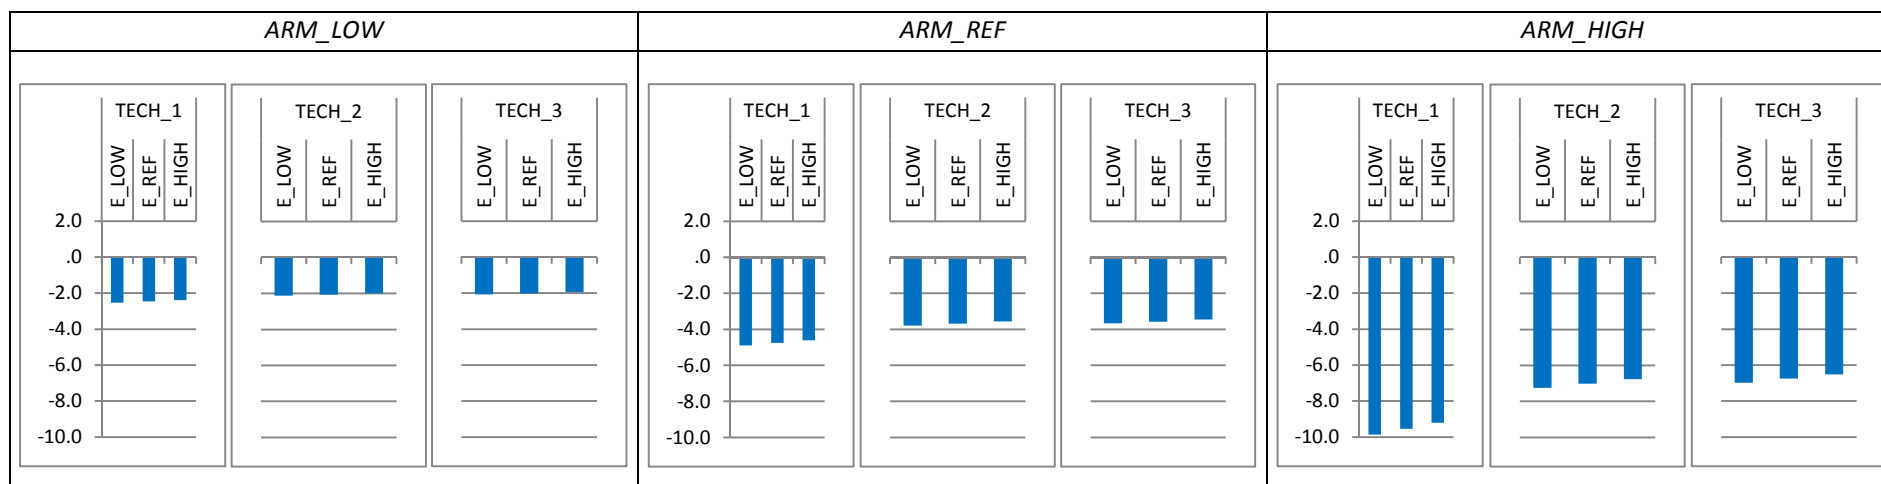 ARM_LOW ARM_REF ARM_HIGH
TECH_1 TECH_2 TECH_3 TECH_1 TECH_2 TECH_3 TECH_1 TECH_2 TECH_3
E_LOW E_REF E_HIGH E_LOW E_REF E_HIGH E_LOW E_REF E_HIGH E_LOW E_REF E_HIGH E_LOW E_REF E_HIGH E_LOW E_REF E_HIGH E_LOW E_REF E_HIGH E_LOW E_REF E_HIGH E_LOW E_REF E_HIGH
2.0 2.0 2.0
.0 .0 .0
-2.0 -2.0 -2.0
-4.0 -4.0 -4.0
-6.0 -6.0 -6.0
-8.0 -8.0 -8.0
-10.0 -10.0 -10.0